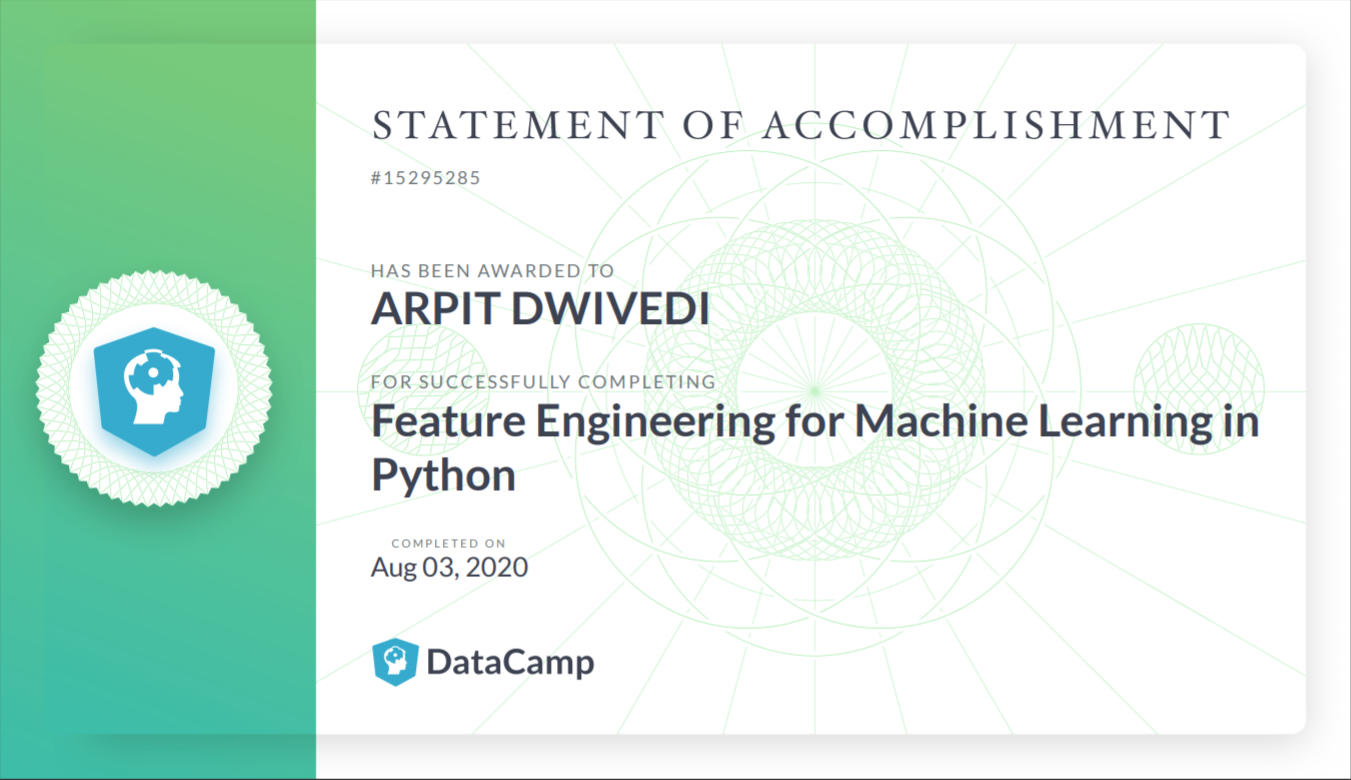 STATEMENT OF ACCOMPLISHMENT
#15295285
HAS BEEN AWARDED TO
ARPIT DWIVEDI
FOR SUCCESSFULLY COMPLETING
Feature Engineering for Machine Learning in
Python
COMPLETED ON
Aug 03, 2020
DataCamp